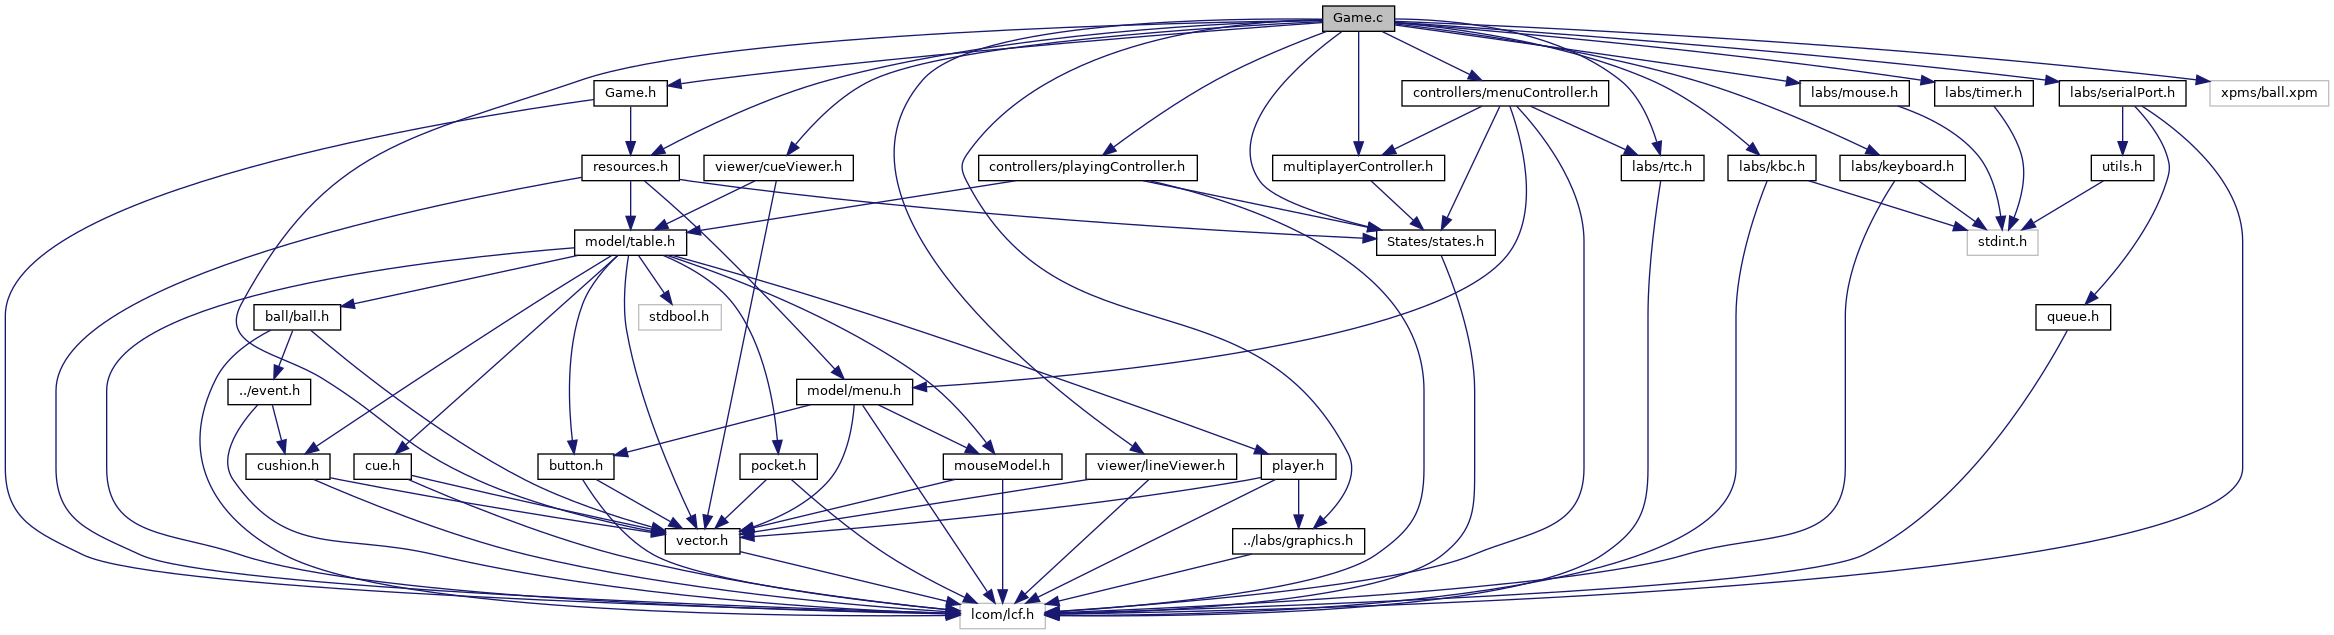 Game.c
Game.h
controllers/menuController.h
labs/mouse.h
labs/timer.h
labs/serialPort.h
xpms/ball.xpm
resources.h
viewer/cueViewer.h
controllers/playingController.h
multiplayerController.h
labs/rtc.h
labs/kbc.h
labs/keyboard.h
utils.h
model/table.h
States/states.h
stdint.h
ball/ball.h
stdbool.h
queue.h
../event.h
model/menu.h
cushion.h
cue.h
button.h
pocket.h
mouseModel.h
viewer/lineViewer.h
player.h
vector.h
../labs/graphics.h
lcom/lcf.h